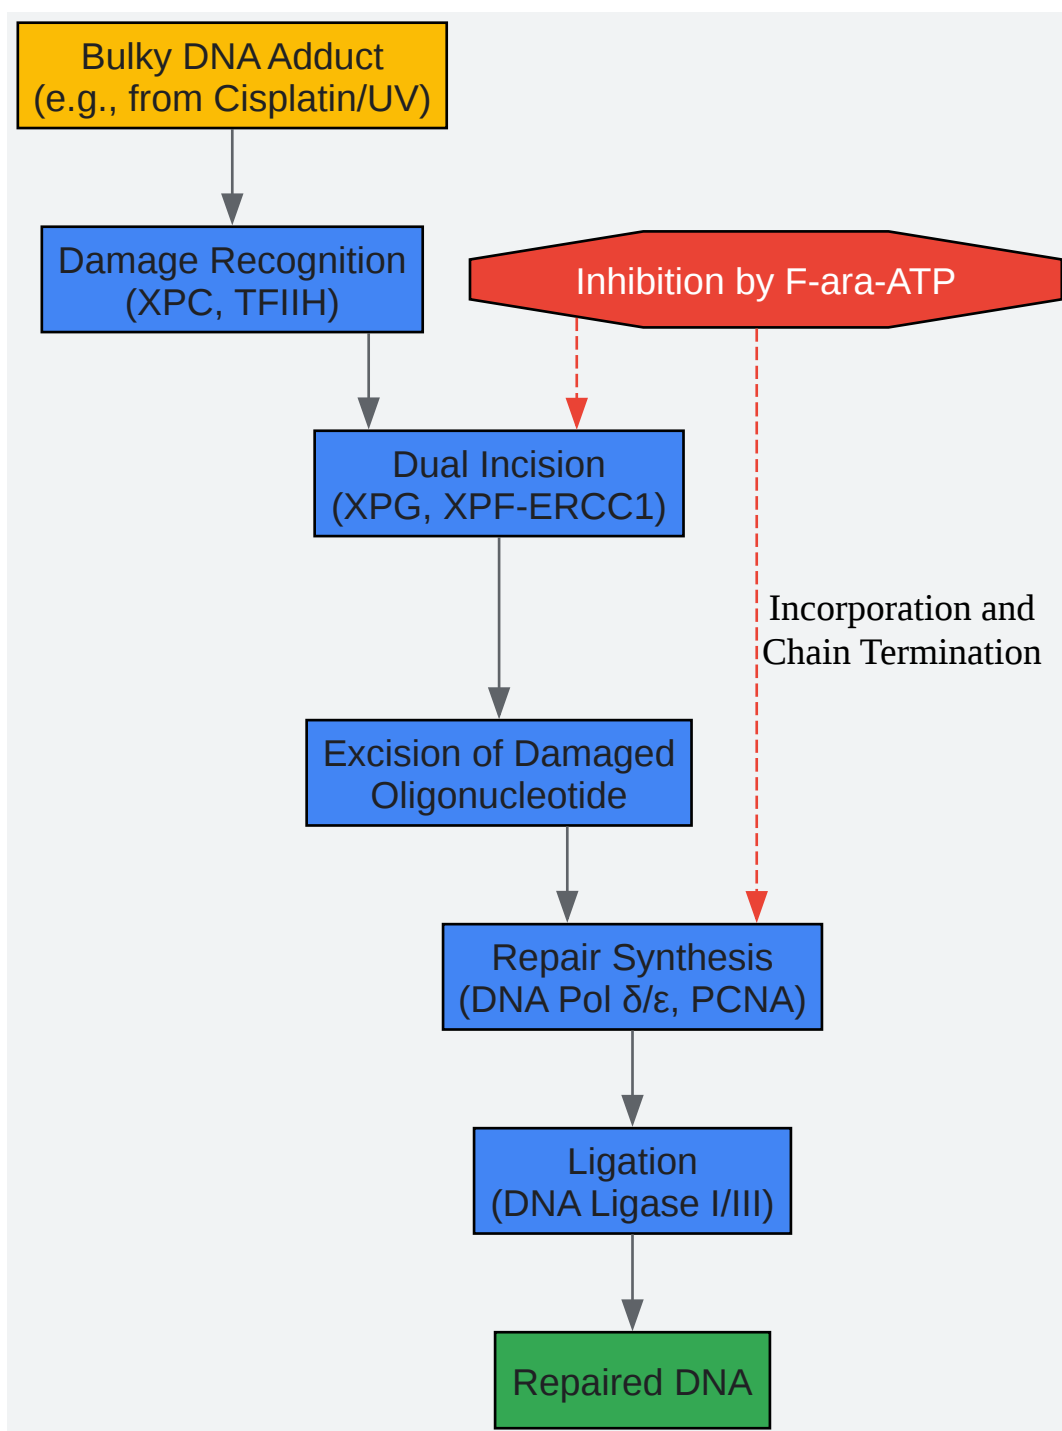 Bulky DNA Adduct
(e.g., from Cisplatin/UV)
Damage Recognition
(XPC, TFIIH)
Inhibition by F-ara-ATP
Dual Incision
(XPG, XPF-ERCC1)
Incorporation and
Chain Termination
Excision of Damaged
Oligonucleotide
Repair Synthesis
(DNA Pol δ/ε, PCNA)
Ligation
(DNA Ligase I/III)
Repaired DNA